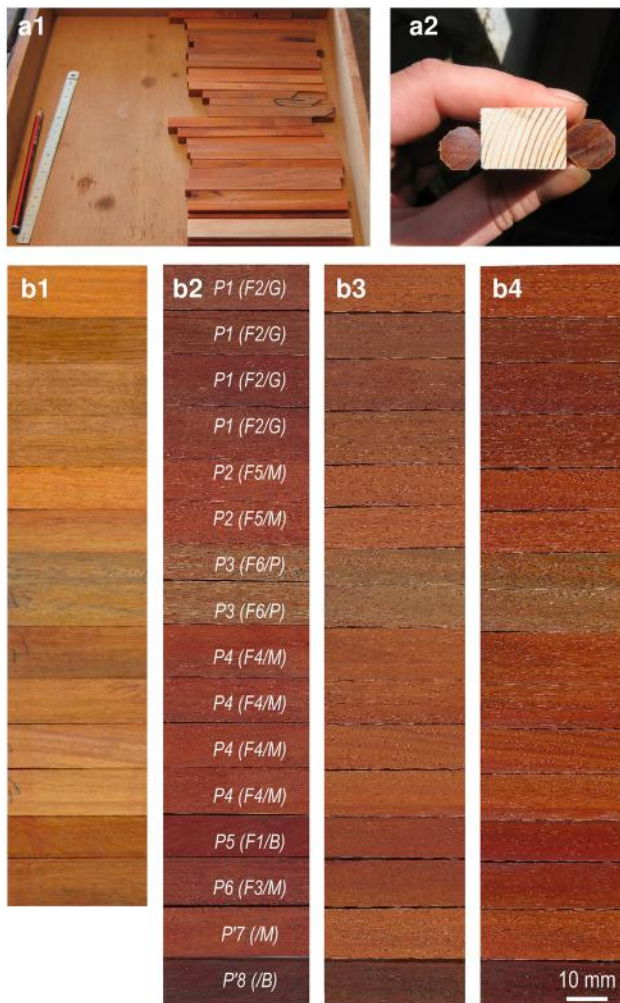 a1
a2
b1
b2
b3
b4
P1 (F2/G)
P1 (F2/G)
P1 (F2/G)
P1 (F2/G)
P2 (F5/M)
P2 (F5/M)
P3 (F6/P)
P3 (F6/P)
P4 (F4/M)
P4 (F4/M)
P4 (F4/M)
P4 (F4/M)
P5 (F1/B)
P6 (F3/M)
P'7 (/M)
P'8 (/B)
10 mm